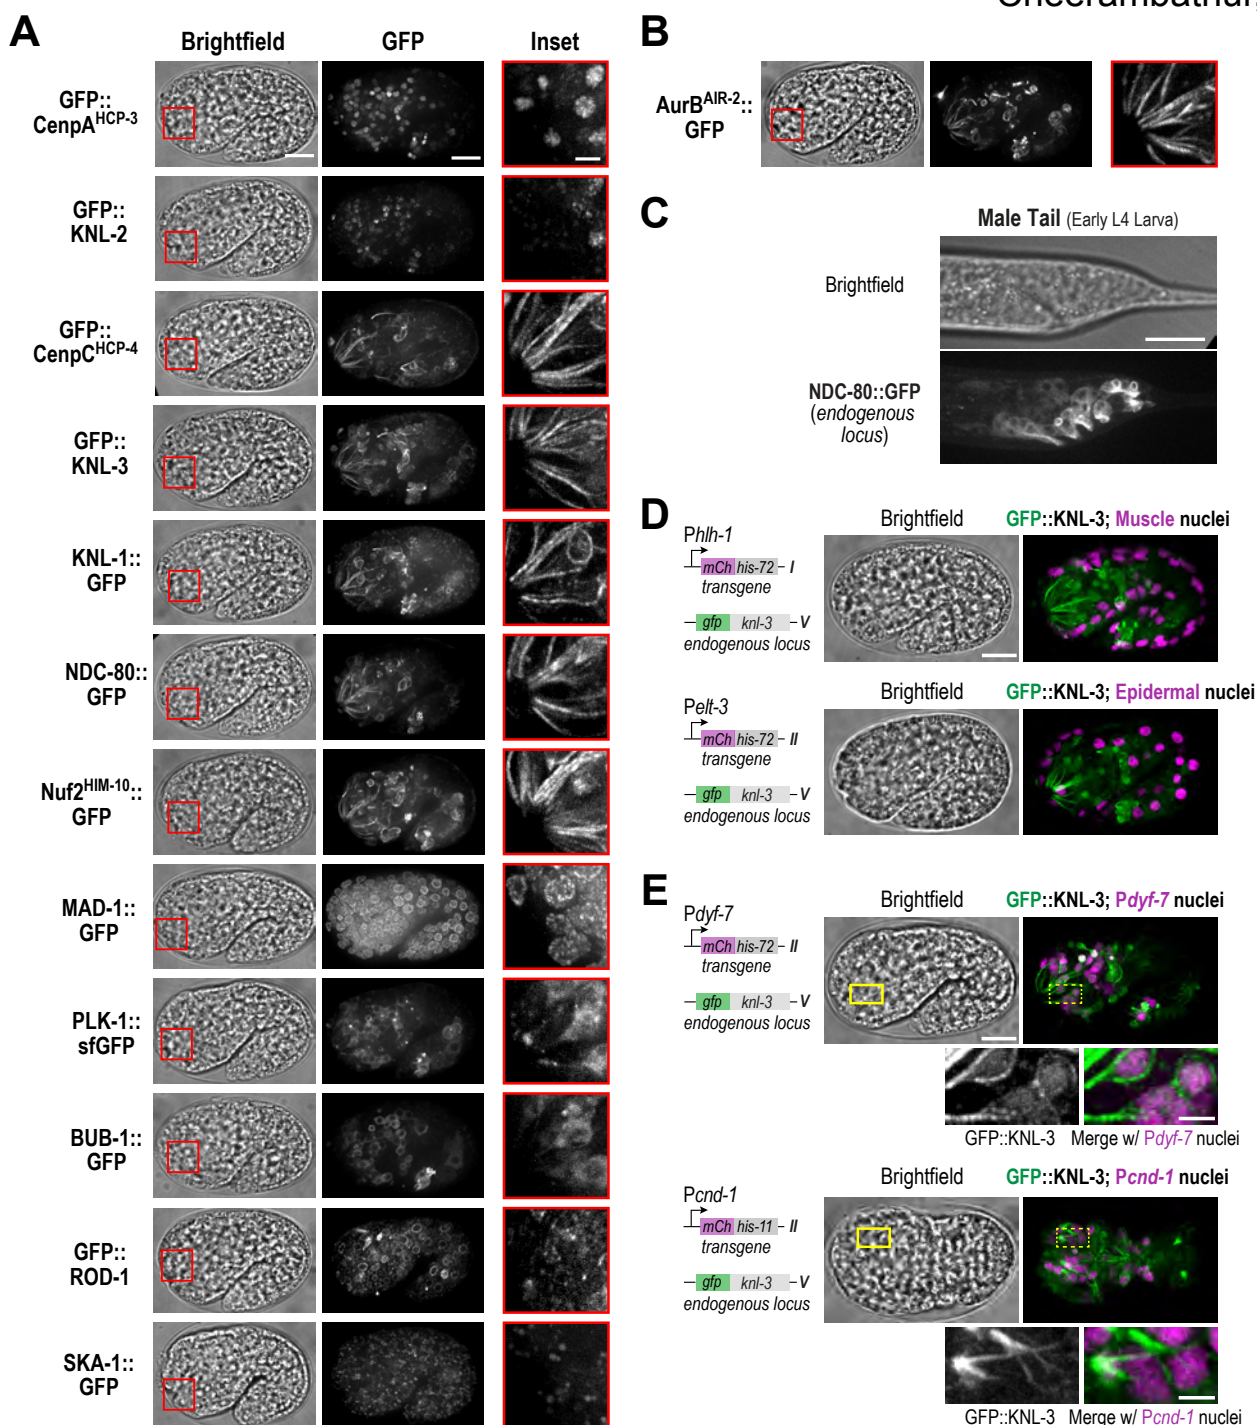 Cheerambathur,
A
Brightfield GFP Inset
GFP::
CenpA^HCP-3
GFP::
KNL-2
GFP::
CenpC^HCP-4
GFP::
KNL-3
KNL-1::
GFP
NDC-80::
GFP
Nuf2^HIM-10::
GFP
MAD-1::
GFP
PLK-1::
sfGFP
BUB-1::
GFP
GFP::
ROD-1
SKA-1::
GFP
B
AurB^AIR-2::
GFP
C
Male Tail (Early L4 Larva)
Brightfield
NDC-80::GFP
(endogenous
locus)
D
Phlh-1
mCh his-72 I
transgene
gfp knl-3 V
endogenous locus
Brightfield GFP::KNL-3; Muscle nuclei
Pelt-3
mCh his-72 II
transgene
gfp knl-3 V
endogenous locus
Brightfield GFP::KNL-3; Epidermal nuclei
E
Pdyf-7
mCh his-72 II
transgene
gfp knl-3 V
endogenous locus
Brightfield GFP::KNL-3; Pdyf-7 nuclei
GFP::KNL-3 Merge w/ Pdyf-7 nuclei
Pcnd-1
mCh his-11 II
transgene
gfp knl-3 V
endogenous locus
Brightfield GFP::KNL-3; Pcnd-1 nuclei
GFP::KNL-3 Merge w/ Pcnd-1 nuclei